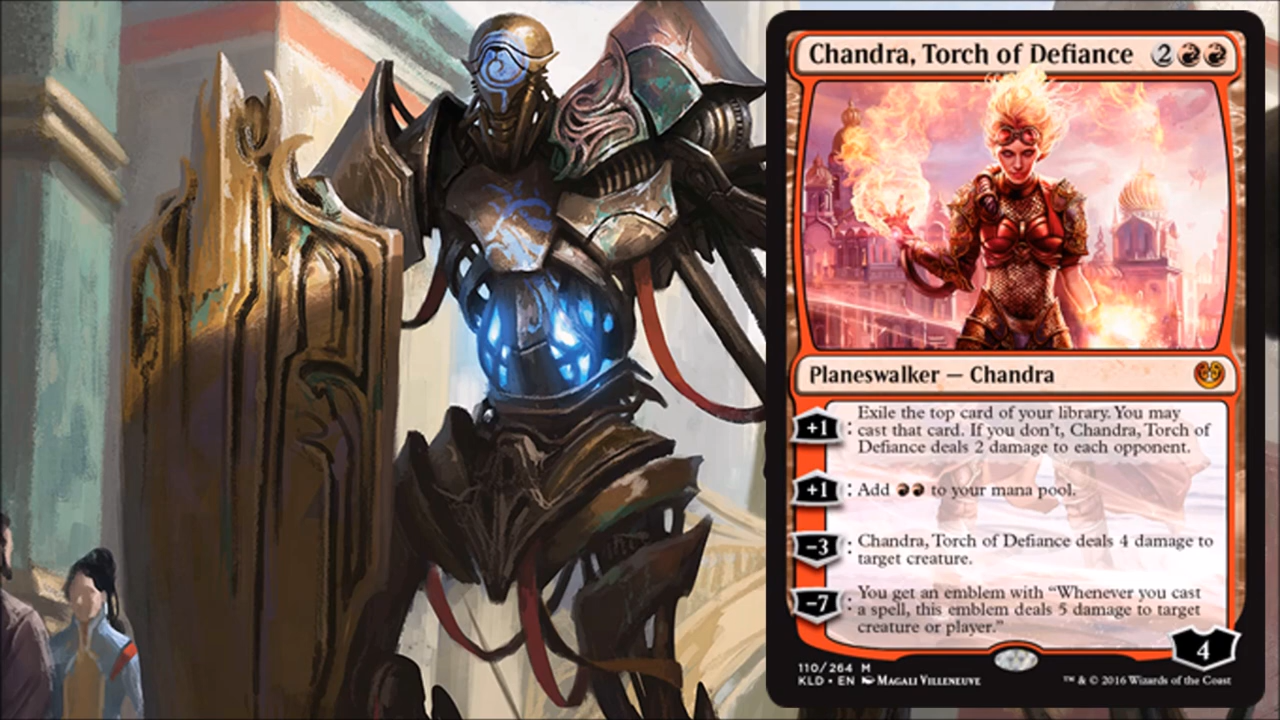 Chandra, Torch of Defiance 2
Planeswalker — Chandra
+1 : Exile the top card of your library. You may
cast that card. If you don't, Chandra, Torch of
Defiance deals 2 damage to each opponent.
+1 : Add to your mana pool.
−3 : Chandra, Torch of Defiance deals 4 damage to
target creature.
−7 : You get an emblem with “Whenever you cast
a spell, this emblem deals 5 damage to target
creature or player.”
4
110/264 M
KLD • EN Magali Villeneuve
™ & © 2016 Wizards of the Coast